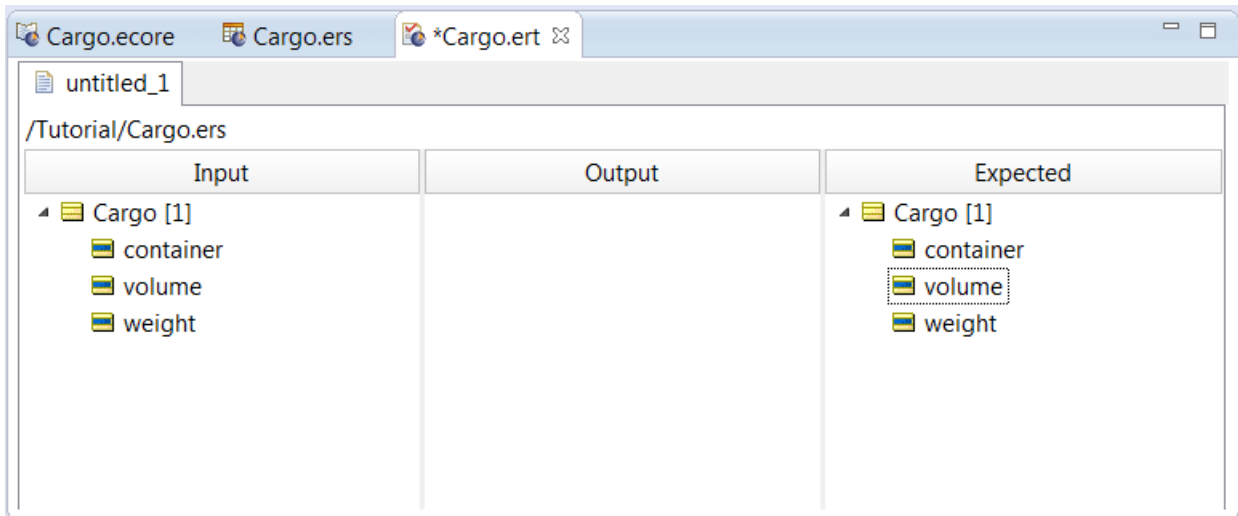 Cargo.ecore Cargo.ers *Cargo.ert
untitled_1
/Tutorial/Cargo.ers
Input Output Expected
Cargo [1] Cargo [1]
container container
volume volume
weight weight